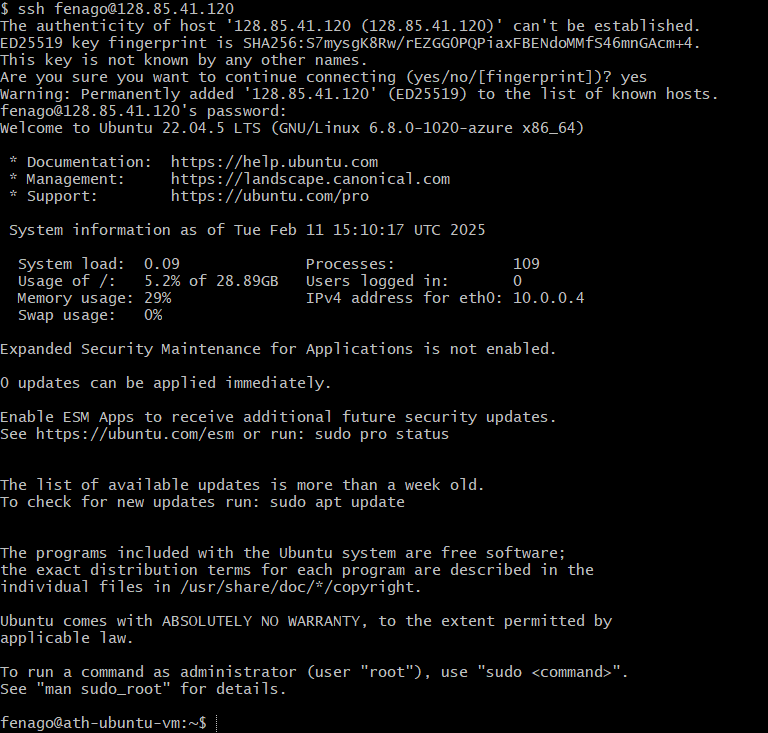 $ ssh fenago@128.85.41.120
The authenticity of host '128.85.41.120 (128.85.41.120)' can't be established.
ED25519 key fingerprint is SHA256:S7mysgK8Rw/rEZGG0PQPiaxFBENdoMMfS46mnGAcm+4.
This key is not known by any other names.
Are you sure you want to continue connecting (yes/no/[fingerprint])? yes
Warning: Permanently added '128.85.41.120' (ED25519) to the list of known hosts.
fenago@128.85.41.120's password:
Welcome to Ubuntu 22.04.5 LTS (GNU/Linux 6.8.0-1020-azure x86_64)

 * Documentation:  https://help.ubuntu.com
 * Management:     https://landscape.canonical.com
 * Support:        https://ubuntu.com/pro

 System information as of Tue Feb 11 15:10:17 UTC 2025

  System load:  0.09              Processes:             109
  Usage of /:   5.2% of 28.89GB   Users logged in:       0
  Memory usage: 29%               IPv4 address for eth0: 10.0.0.4
  Swap usage:   0%

Expanded Security Maintenance for Applications is not enabled.

0 updates can be applied immediately.

Enable ESM Apps to receive additional future security updates.
See https://ubuntu.com/esm or run: sudo pro status


The list of available updates is more than a week old.
To check for new updates run: sudo apt update


The programs included with the Ubuntu system are free software;
the exact distribution terms for each program are described in the
individual files in /usr/share/doc/*/copyright.

Ubuntu comes with ABSOLUTELY NO WARRANTY, to the extent permitted by
applicable law.

To run a command as administrator (user "root"), use "sudo <command>".
See "man sudo_root" for details.

fenago@ath-ubuntu-vm:~$